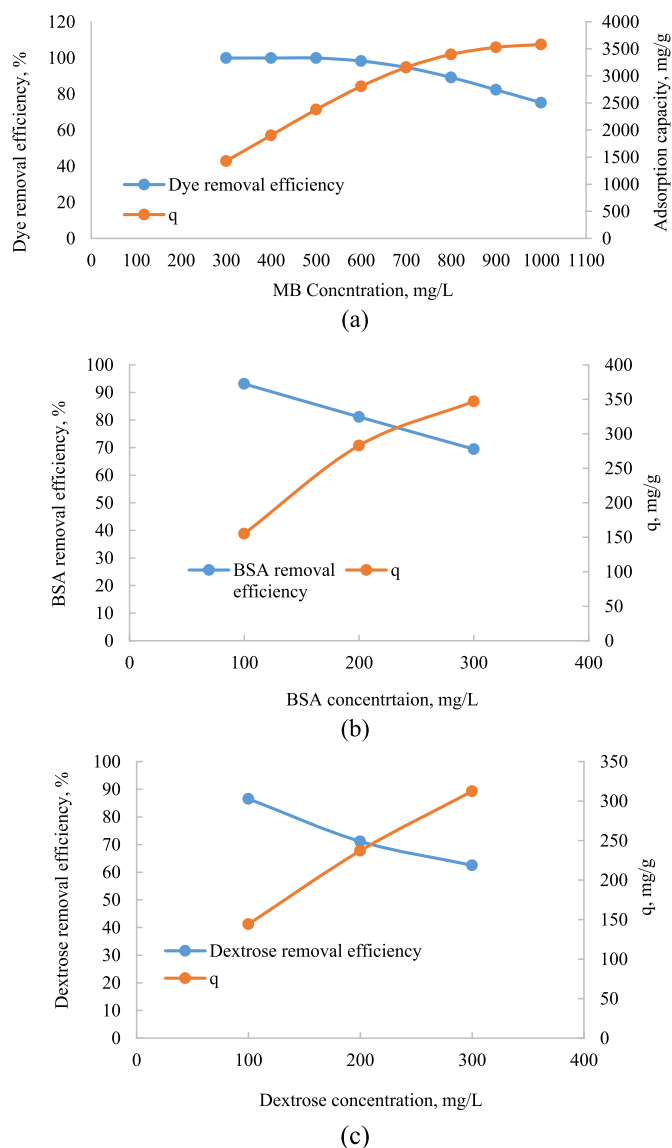 120
100
80
60
40
20
0
Dye removal efficiency, %
4000
3500
3000
2500
2000
1500
1000
500
0
Adsorption capacity, mg/g
Dye removal efficiency
q
0 100 200 300 400 500 600 700 800 900 1000 1100
MB Concntration, mg/L
(a)
100
90
80
70
60
50
40
30
20
10
0
BSA removal efficiency, %
400
350
300
250
200
150
100
50
0
q, mg/g
BSA removal
efficiency
q
0 100 200 300 400
BSA concentrtaion, mg/L
(b)
100
90
80
70
60
50
40
30
20
10
0
Dextrose removal efficiency, %
350
300
250
200
150
100
50
0
q, mg/g
Dextrose removal efficiency
q
0 100 200 300 400
Dextrose concentration, mg/L
(c)